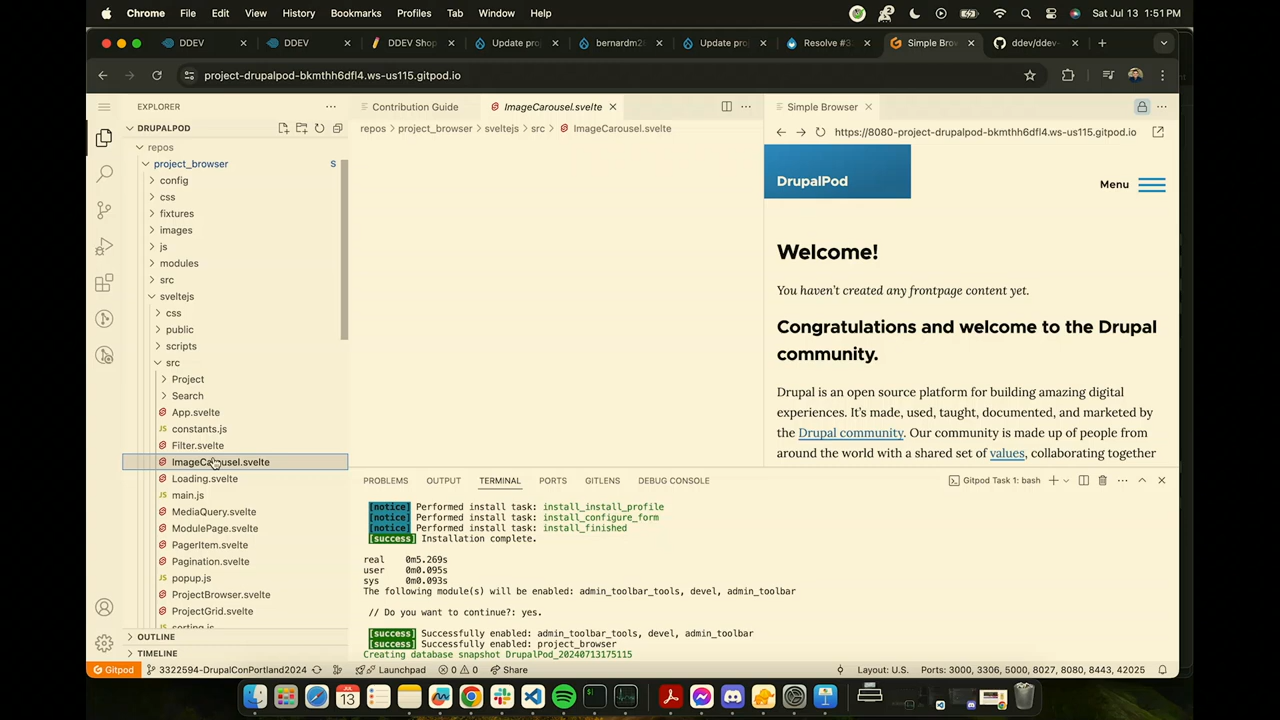 Chrome File Edit View History Bookmarks Profiles Tab Window Help Sat Jul 13 1:51 PM
DDEV DDEV DDEV Shop Update proj bernardm28 Update proj Resolve #3 Simple Brow ddev/ddev-
project-drupalpod-bkmthh6dfl4.ws-us115.gitpod.io
EXPLORER
DRUPALPOD
repos
project_browser S
config
css
fixtures
images
js
modules
src
sveltejs
css
public
scripts
src
Project
Search
App.svelte
constants.js
Filter.svelte
ImageCarousel.svelte
Loading.svelte
main.js
MediaQuery.svelte
ModulePage.svelte
PagerItem.svelte
Pagination.svelte
popup.js
ProjectBrowser.svelte
ProjectGrid.svelte
sorting.js
OUTLINE
TIMELINE
Contribution Guide ImageCarousel.svelte
repos > project_browser > sveltejs > src > ImageCarousel.svelte
Simple Browser
https://8080-project-drupalpod-bkmthh6dfl4.ws-us115.gitpod.io
DrupalPod
Menu
Welcome!
You haven't created any frontpage content yet.
Congratulations and welcome to the Drupal
community.
Drupal is an open source platform for building amazing digital
experiences. It's made, used, taught, documented, and marketed by
the Drupal community. Our community is made up of people from
around the world with a shared set of values, collaborating together
PROBLEMS OUTPUT TERMINAL PORTS GITLENS DEBUG CONSOLE Gitpod Task 1: bash
[notice] Performed install task: install_install_profile
[notice] Performed install task: install_configure_form
[notice] Performed install task: install_finished
[success] Installation complete.
real 0m5.269s
user 0m0.095s
sys 0m0.093s
The following module(s) will be enabled: admin_toolbar_tools, devel, admin_toolbar
// Do you want to continue?: yes.
[success] Successfully enabled: admin_toolbar_tools, devel, admin_toolbar
[success] Successfully enabled: project_browser
Creating database snapshot DrupalPod_20240713175115
Gitpod 3322594-DrupalConPortland2024 Launchpad 0 0 Share Layout: U.S. Ports: 3000, 3306, 5000, 8027, 8080, 8443, 42025